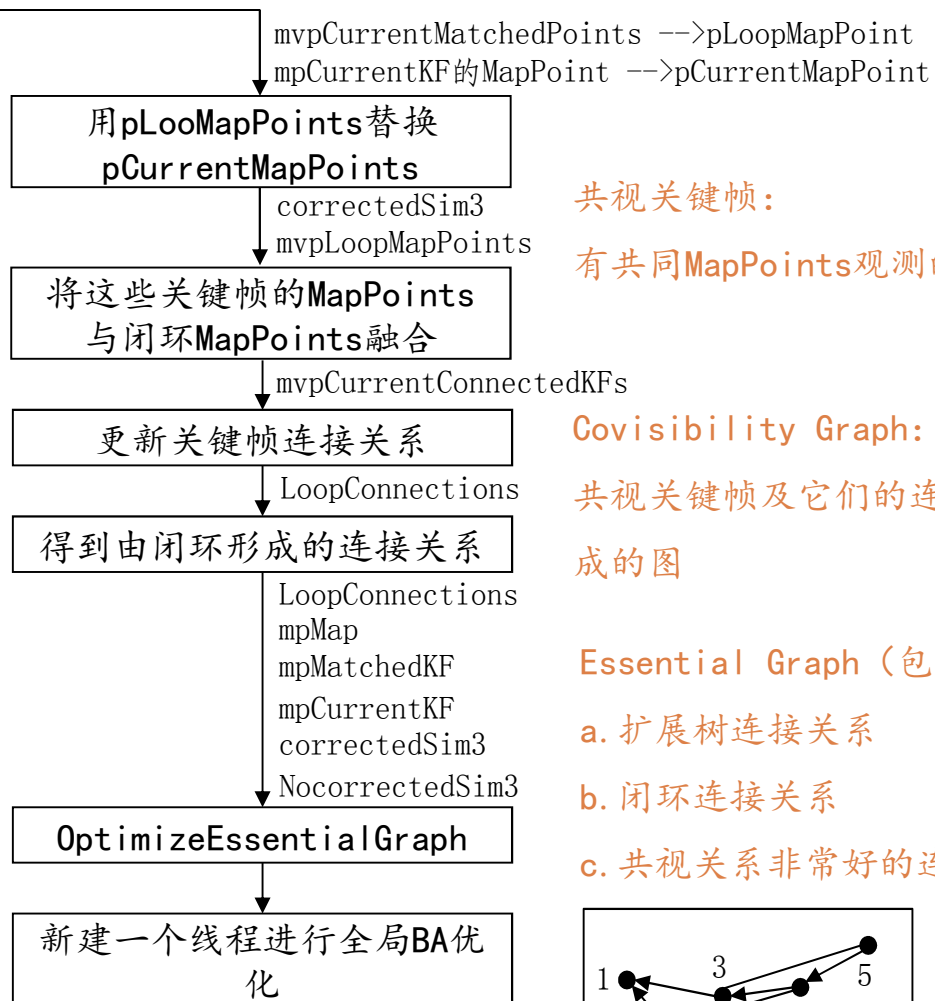 mvpCurrentMatchedPoints -->pLoopMapPoint
mpCurrentKF的MapPoint -->pCurrentMapPoint
用pLooMapPoints替换
pCurrentMapPoints
correctedSim3
mvpLoopMapPoints
将这些关键帧的MapPoints
与闭环MapPoints融合
mvpCurrentConnectedKFs
更新关键帧连接关系
LoopConnections
得到由闭环形成的连接关系
LoopConnections
mpMap
mpMatchedKF
mpCurrentKF
correctedSim3
NocorrectedSim3
OptimizeEssentialGraph
新建一个线程进行全局BA优
化
共视关键帧:
有共同MapPoints观测
Covisibility Graph:
共视关键帧及它们的连
成的图
Essential Graph (包
a.扩展树连接关系
b.闭环连接关系
c.共视关系非常好的连
1
3
5